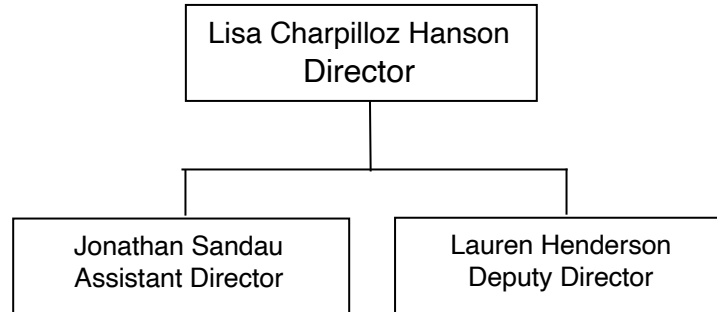 Lisa Charpilloz Hanson
Director
Jonathan Sandau
Assistant Director
Lauren Henderson
Deputy Director